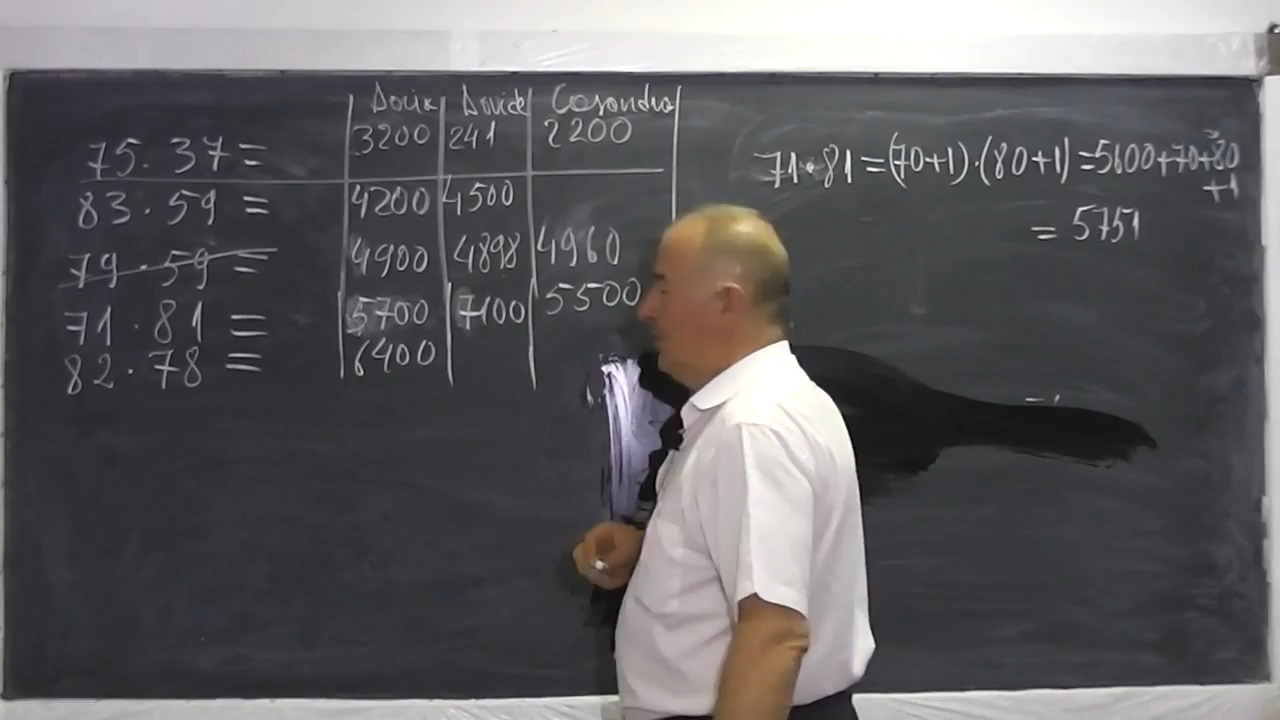 Davide
75 . 37 = 3200 241 2200
83 . 59 = 4200 4500
79 . 59 = 4900 4898 4960
71 . 81 = 5700 7100 5500
82 . 78 = 6400
71 . 81 = (70+1) . (80+1) = 5600+70+80
+1
= 5751